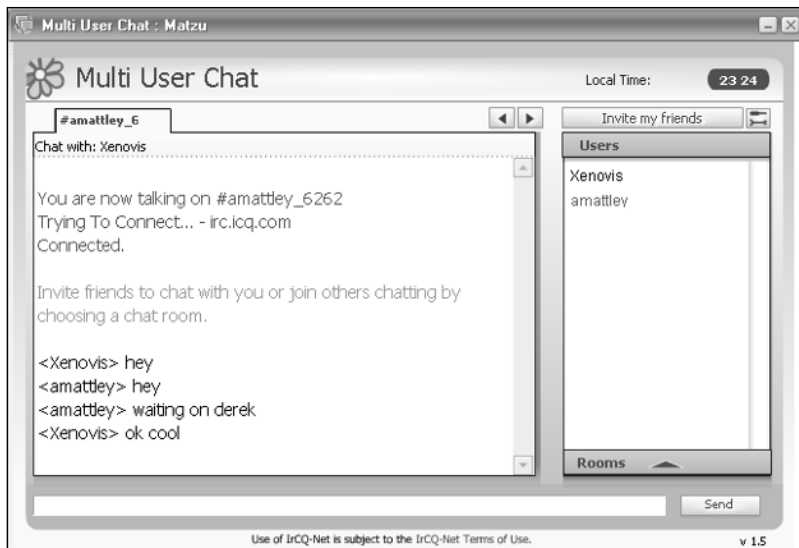 Multi User Chat : Matzu
Multi User Chat
Local Time:
23 24
#amattley_6
Invite my friends
Chat with: Xenovis
Users
Xenovis
amattley
You are now talking on #amattley_6262
Trying To Connect... - irc.icq.com
Connected.
Invite friends to chat with you or join others chatting by
choosing a chat room.
<Xenovis> hey
<amattley> hey
<amattley> waiting on derek
<Xenovis> ok cool
Rooms
Send
Use of IrCQ-Net is subject to the IrCQ-Net Terms of Use.
v 1.5